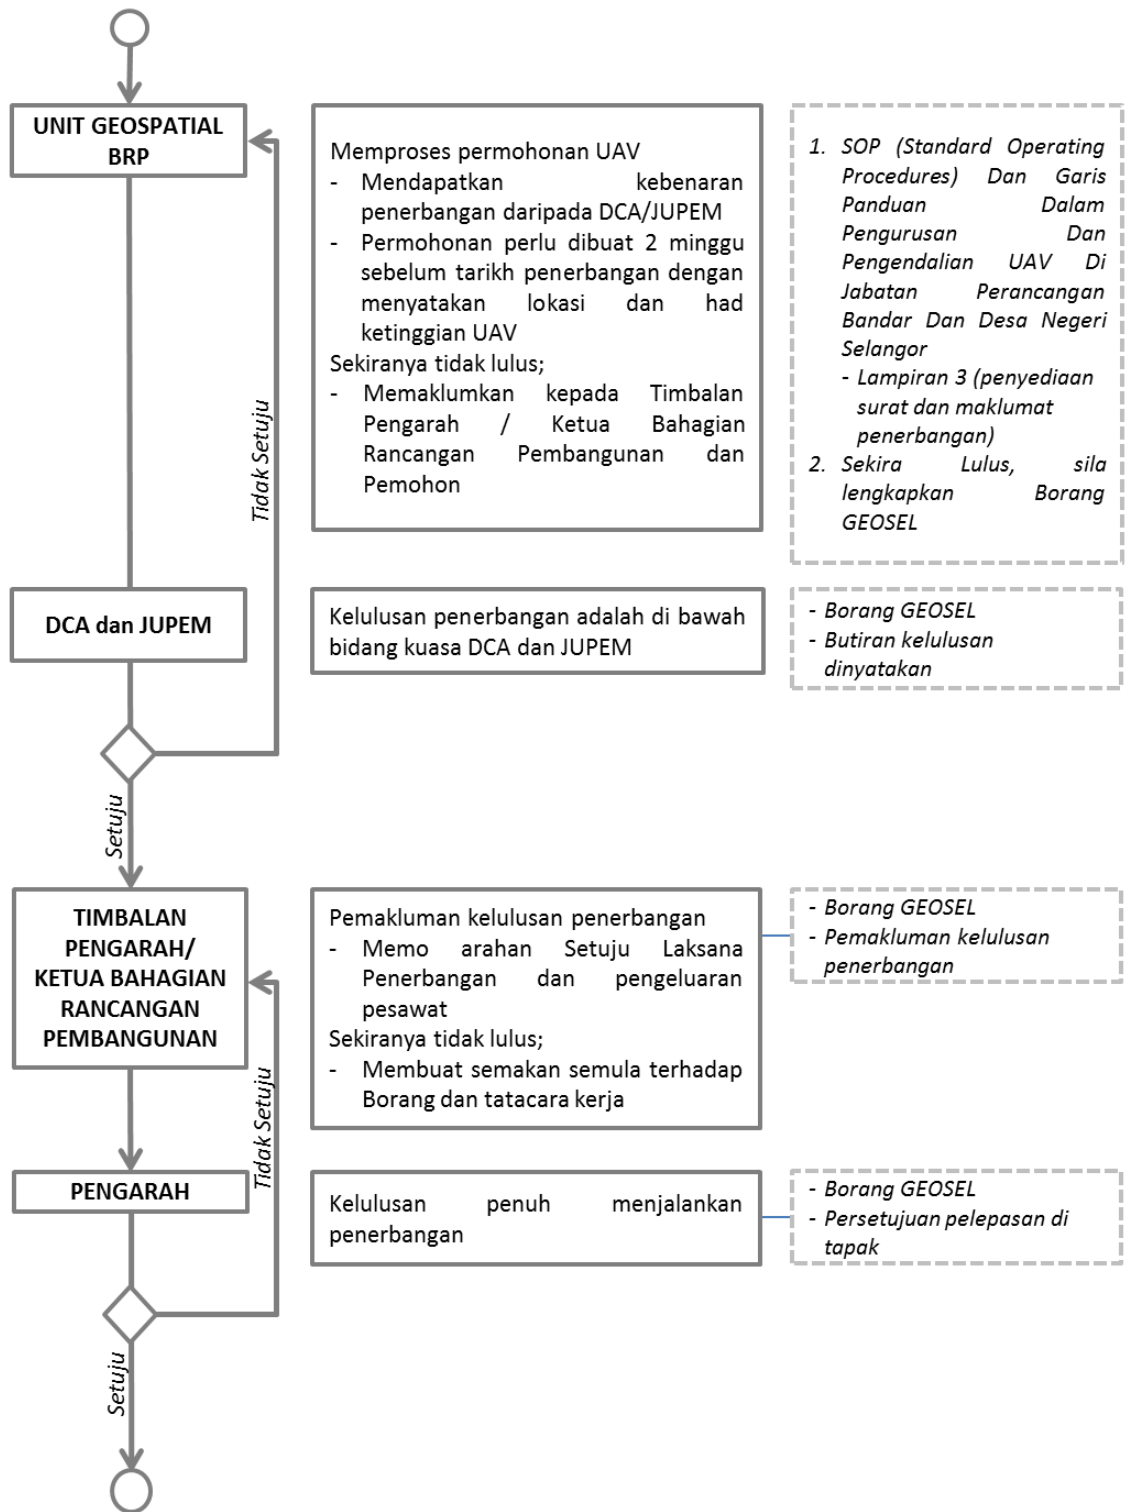 UNIT GEOSPATIAL
BRP
Memproses permohonan UAV
- Mendapatkan kebenaran
penerbangan daripada DCA/JUPEM
- Permohonan perlu dibuat 2 minggu
sebelum tarikh penerbangan dengan
menyatakan lokasi dan had
ketinggian UAV
Sekiranya tidak lulus;
- Memaklumkan kepada Timbalan
Pengarah / Ketua Bahagian
Rancangan Pembangunan dan
Pemohon
1. SOP (Standard Operating
Procedures) Dan Garis
Panduan Dalam
Pengurusan Dan
Pengendalian UAV Di
Jabatan Perancangan
Bandar Dan Desa Negeri
Selangor
- Lampiran 3 (penyediaan
surat dan maklumat
penerbangan)
2. Sekira Lulus, sila
lengkapkan Borang
GEOSEL
Tidak Setuju
DCA dan JUPEM
Kelulusan penerbangan adalah di bawah
bidang kuasa DCA dan JUPEM
- Borang GEOSEL
- Butiran kelulusan
dinyatakan
Setuju
TIMBALAN
PENGARAH/
KETUA BAHAGIAN
RANCANGAN
PEMBANGUNAN
Pemakluman kelulusan penerbangan
- Memo arahan Setuju Laksana
Penerbangan dan pengeluaran
pesawat
Sekiranya tidak lulus;
- Membuat semakan semula terhadap
Borang dan tatacara kerja
- Borang GEOSEL
- Pemakluman kelulusan
penerbangan
Tidak Setuju
PENGARAH
Kelulusan penuh menjalankan
penerbangan
- Borang GEOSEL
- Persetujuan pelepasan di
tapak
Setuju